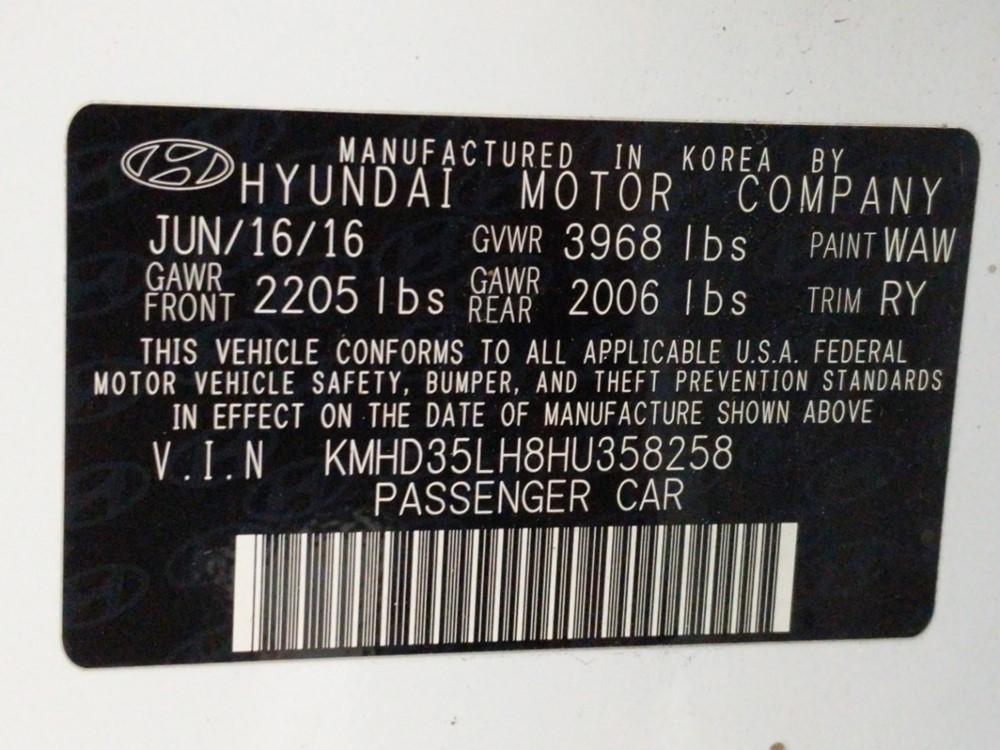 MANUFACTURED IN KOREA BY
HYUNDAI MOTOR COMPANY
JUN/16/16 GVWR 3968 lbs PAINT WAW
GAWR FRONT 2205 lbs GAWR REAR 2006 lbs TRIM RY
THIS VEHICLE CONFORMS TO ALL APPLICABLE U.S.A. FEDERAL
MOTOR VEHICLE SAFETY, BUMPER, AND THEFT PREVENTION STANDARDS
IN EFFECT ON THE DATE OF MANUFACTURE SHOWN ABOVE
V.I.N KMHD35LH8HU358258
PASSENGER CAR